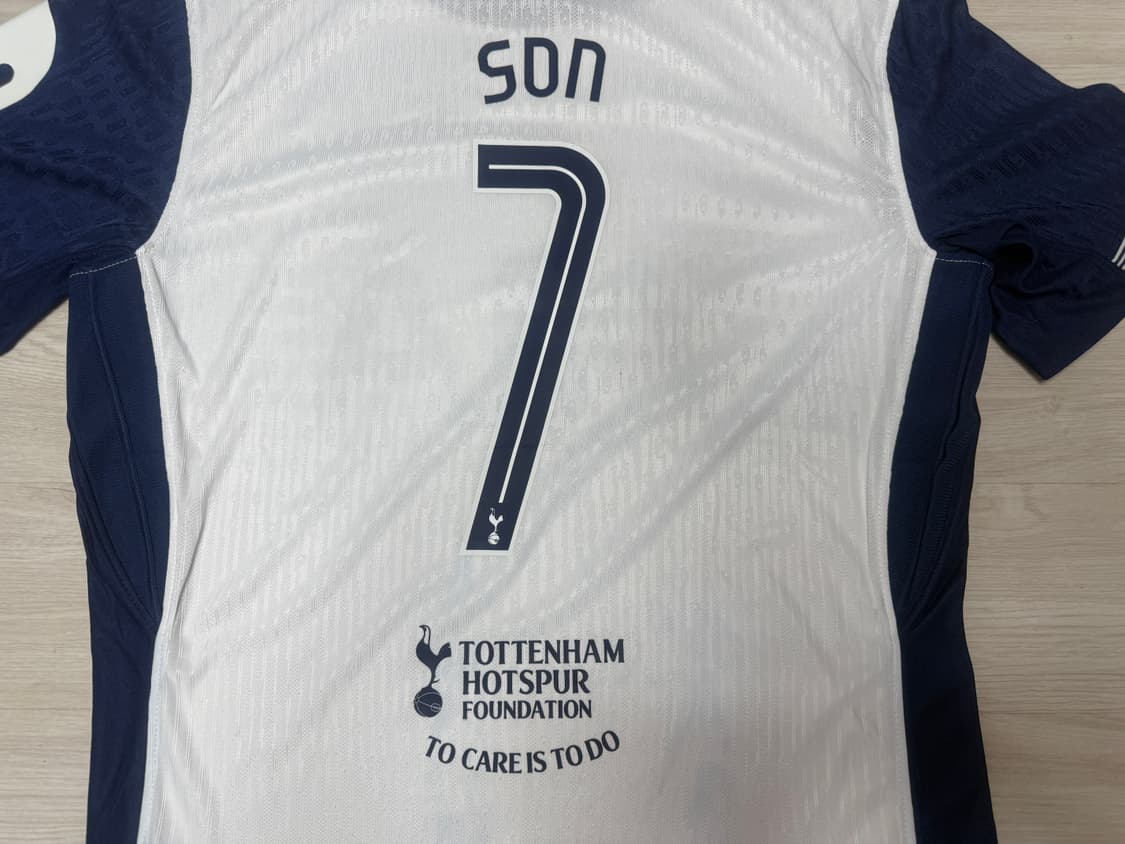 SON
7
TOTTENHAM
HOTSPUR
FOUNDATION
TO CARE IS TO DO